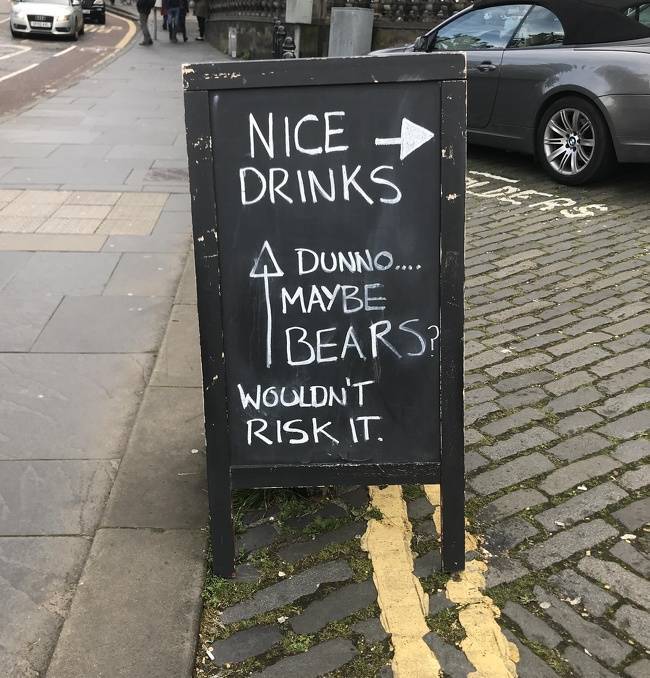 NICE →
DRINKS
↑ DUNNO....
MAYBE
BEARS?
WOULDN'T
RISK IT.